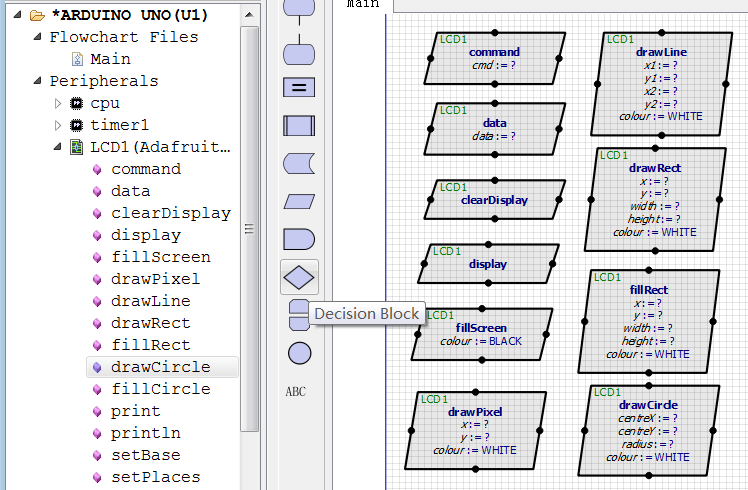 *ARDUINO UNO(U1)
Flowchart Files
Main
Peripherals
cpu
timer1
LCD1(Adafruit...
command
data
clearDisplay
display
fillScreen
drawPixel
drawLine
drawRect
fillRect
drawCircle
fillCircle
print
println
setBase
setPlaces
Decision Block
ABC
main
LCD1
command
cmd := ?
LCD1
data
data := ?
LCD1
clearDisplay
LCD1
display
LCD1
fillScreen
colour := BLACK
LCD1
drawPixel
x := ?
y := ?
colour := WHITE
LCD1
drawLine
x1 := ?
y1 := ?
x2 := ?
y2 := ?
colour := WHITE
LCD1
drawRect
x := ?
y := ?
width := ?
height := ?
colour := WHITE
LCD1
fillRect
x := ?
y := ?
width := ?
height := ?
colour := WHITE
LCD1
drawCircle
centreX := ?
centreY := ?
radius := ?
colour := WHITE